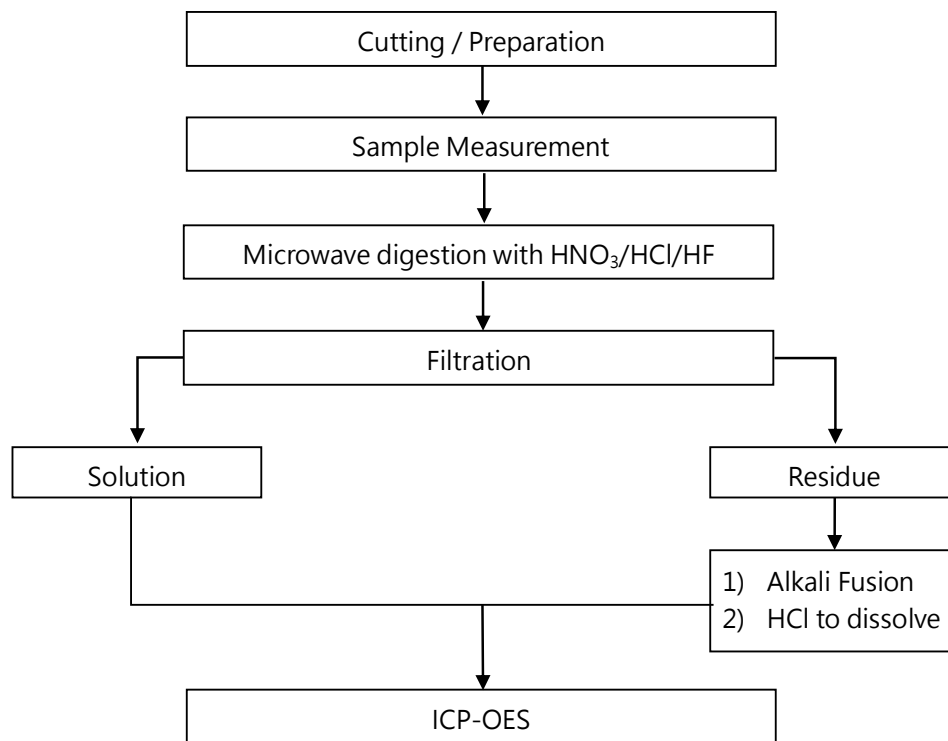 Cutting / Preparation
Sample Measurement
Microwave digestion with HNO₃/HCl/HF
Filtration
Solution
Residue
1) Alkali Fusion
2) HCl to dissolve
ICP-OES